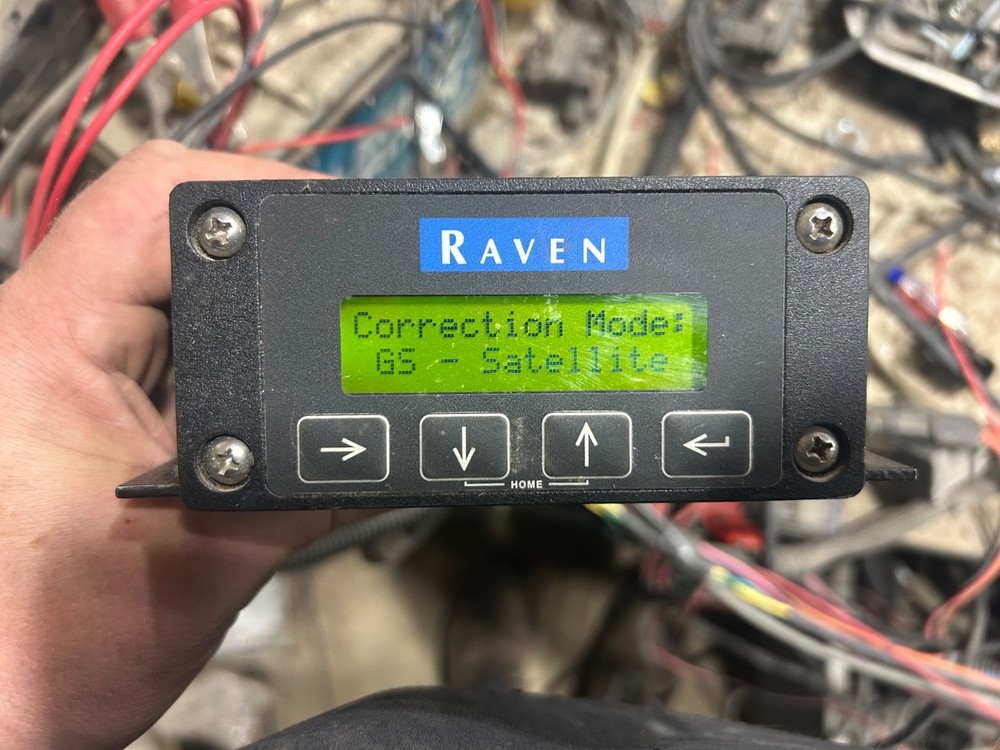 RAVEN
Correction Mode:
GS - Satellite
HOME